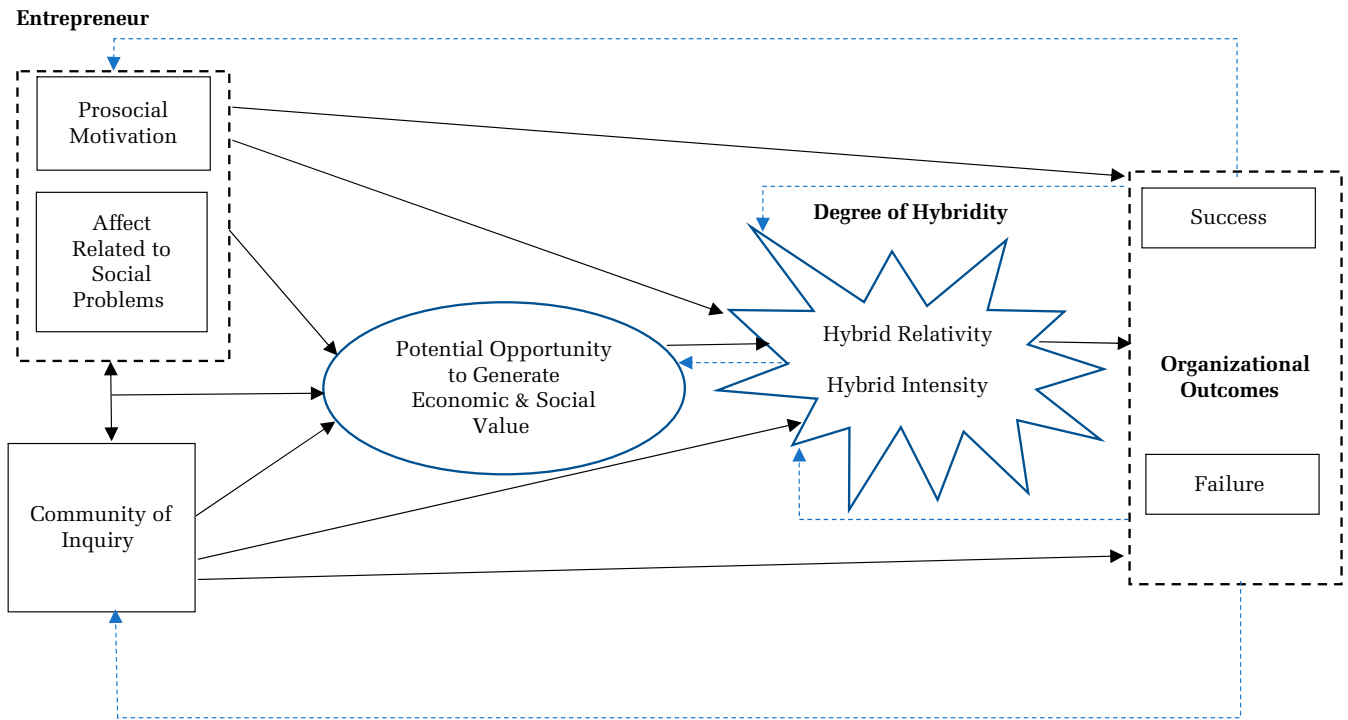 Entrepreneur
Prosocial
Motivation
Affect
Related to
Social
Problems
Community of
Inquiry
Potential Opportunity
to Generate
Economic & Social
Value
Degree of Hybridity
Hybrid Relativity
Hybrid Intensity
Success
Organizational
Outcomes
Failure